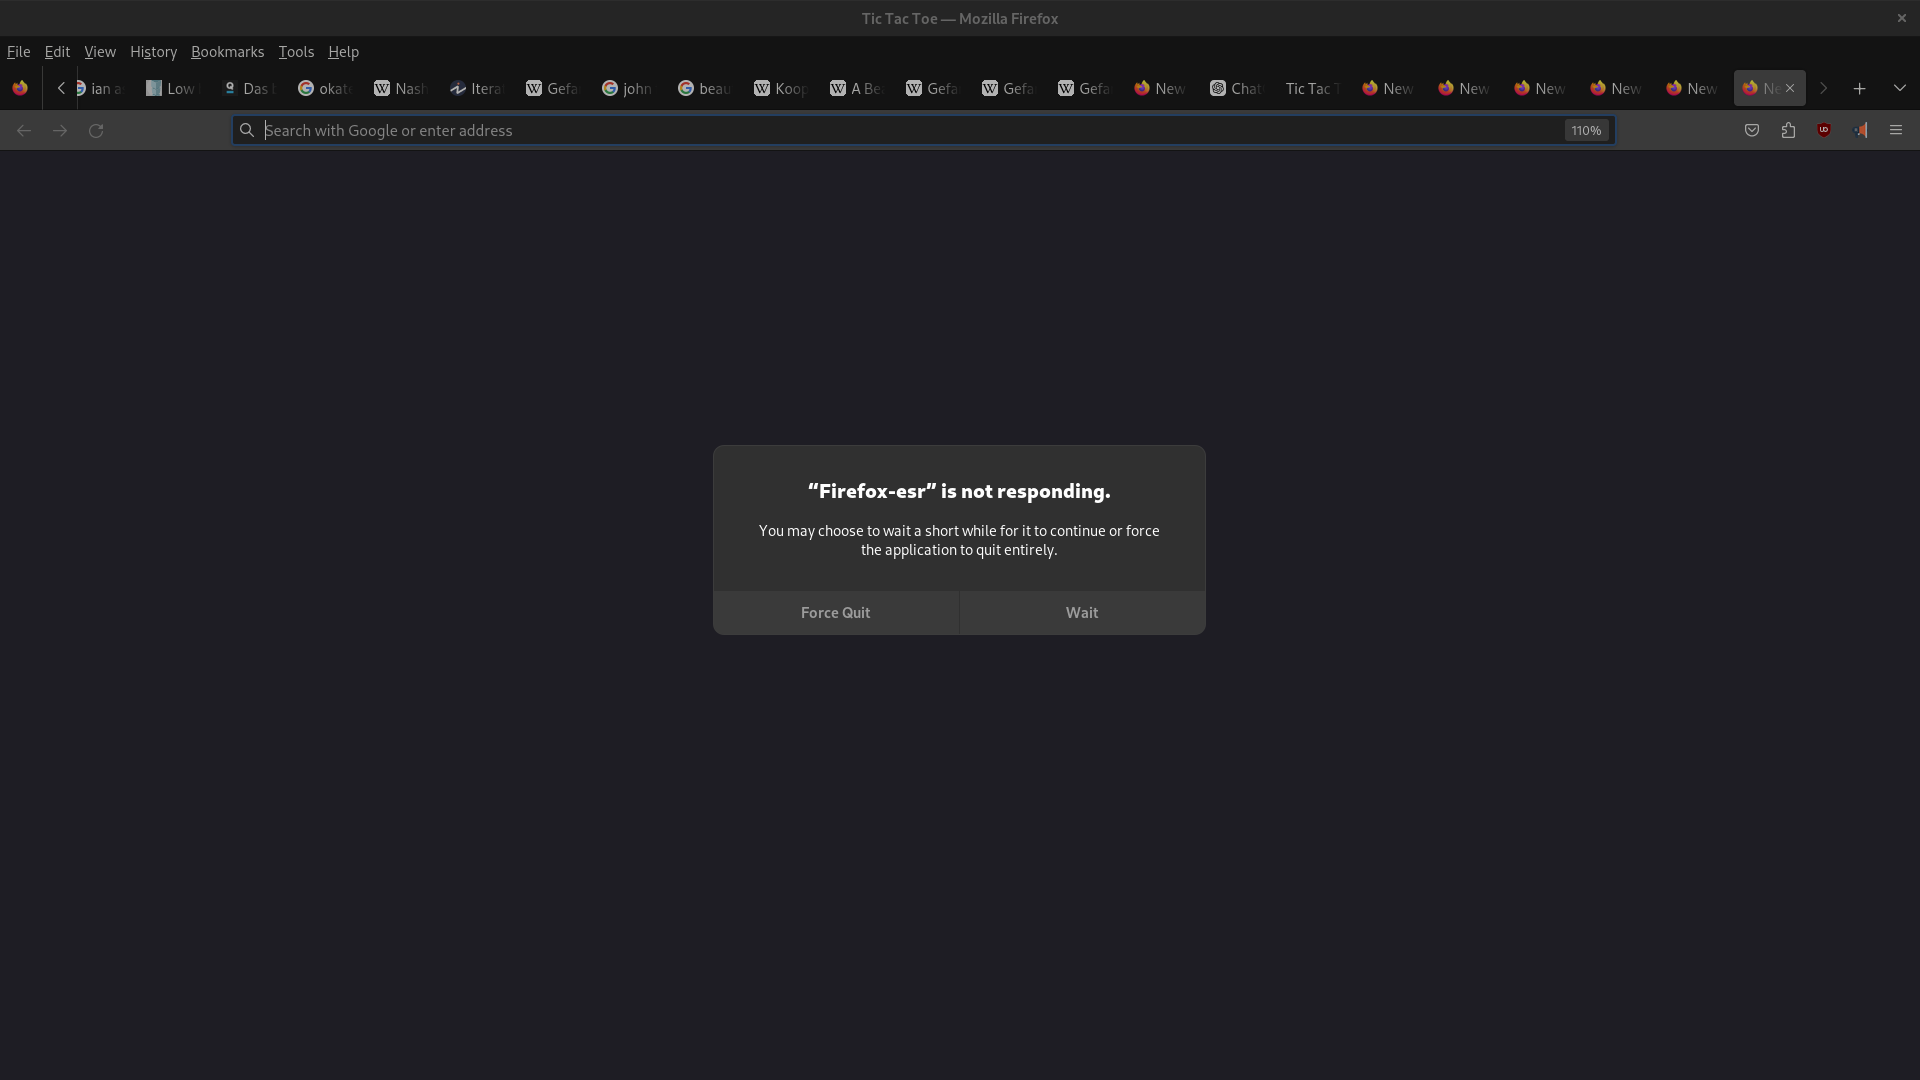 Tic Tac Toe — Mozilla Firefox
File Edit View History Bookmarks Tools Help
ian a Low Das okat Nash Itera Gefa john beau Koop A Be Gefa Gefa Gefa New Chat Tic Tac T New New New New New Ne
Search with Google or enter address 110%
“Firefox-esr” is not responding.
You may choose to wait a short while for it to continue or force
the application to quit entirely.
Force Quit Wait